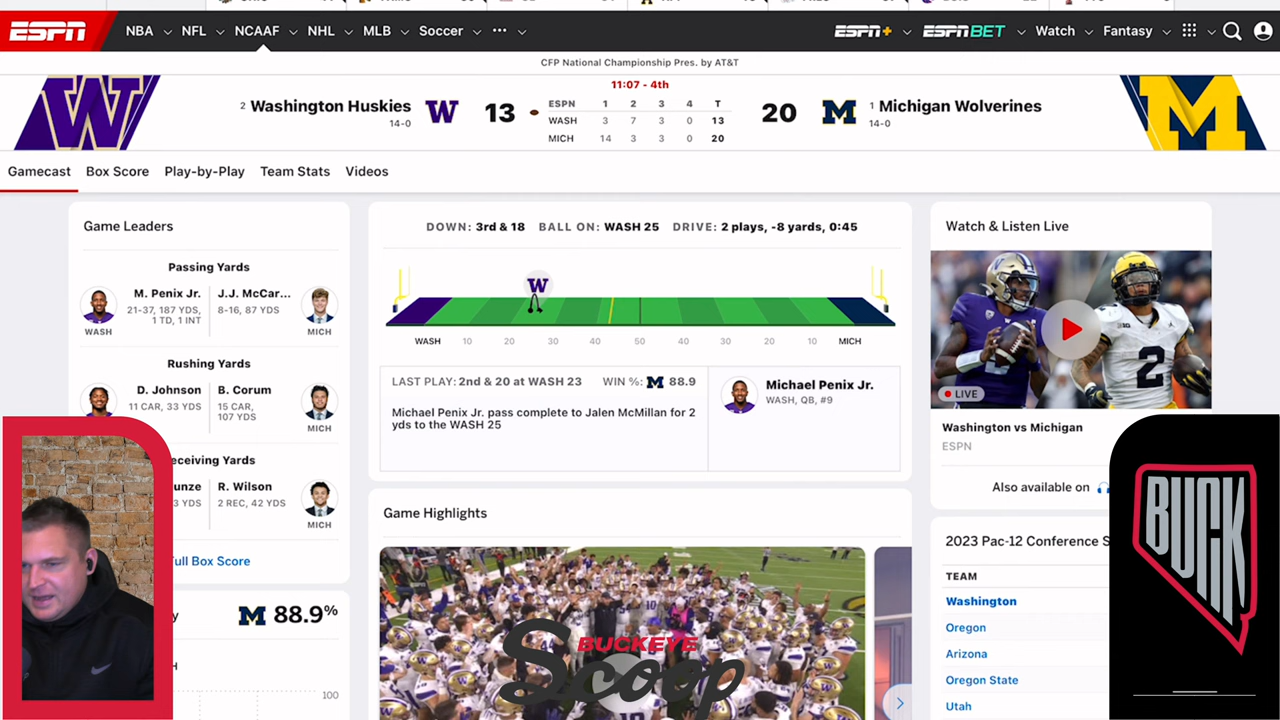 ESPN
NBA
NFL
NCAAF
NHL
MLB
Soccer
ESPN+
ESPN BET
Watch
Fantasy
CFP National Championship Pres. by AT&T
11:07 - 4th
2 Washington Huskies
14-0
W
13
ESPN 1 2 3 4 T
WASH 3 7 3 0 13
MICH 14 3 3 0 20
20
M
1 Michigan Wolverines
14-0
Gamecast
Box Score
Play-by-Play
Team Stats
Videos
Game Leaders
Passing Yards
M. Penix Jr.
21-37, 187 YDS,
1 TD, 1 INT
WASH
J.J. McCar...
8-16, 87 YDS
MICH
Rushing Yards
D. Johnson
11 CAR, 33 YDS
B. Corum
15 CAR,
107 YDS
MICH
eceiving Yards
unze
3 YDS
R. Wilson
2 REC, 42 YDS
MICH
ull Box Score
y
M 88.9%
H
100
DOWN: 3rd & 18 BALL ON: WASH 25 DRIVE: 2 plays, -8 yards, 0:45
W
WASH 10 20 30 40 50 40 30 20 10 MICH
LAST PLAY: 2nd & 20 at WASH 23 WIN %: M 88.9
Michael Penix Jr. pass complete to Jalen McMillan for 2
yds to the WASH 25
Michael Penix Jr.
WASH, QB, #9
Game Highlights
BUCKEYE
Scoop
Watch & Listen Live
2
LIVE
Washington vs Michigan
ESPN
Also available on
2023 Pac-12 Conference S
TEAM
Washington
Oregon
Arizona
Oregon State
Utah
BUCK